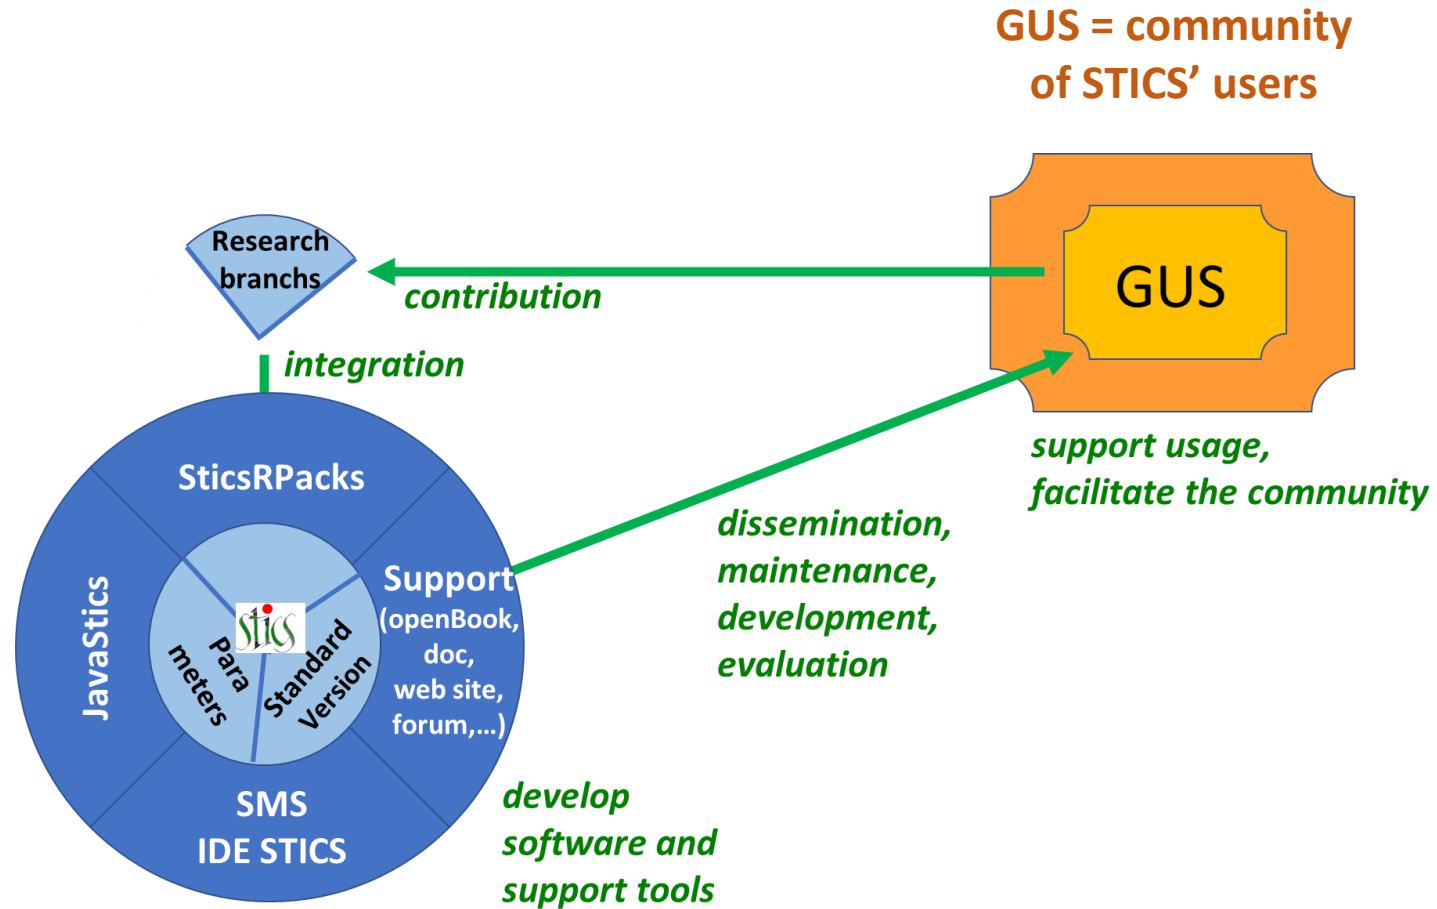 GUS = community
of STICS’ users
Research
branchs
contribution
GUS
integration
support usage,
facilitate the community
SticsRPacks
dissemination,
maintenance,
development,
evaluation
JavaStics
Support
(openBook,
doc,
web site,
forum,...)
stics
Para
meters
Standard
Version
SMS
IDE STICS
develop
software and
support tools